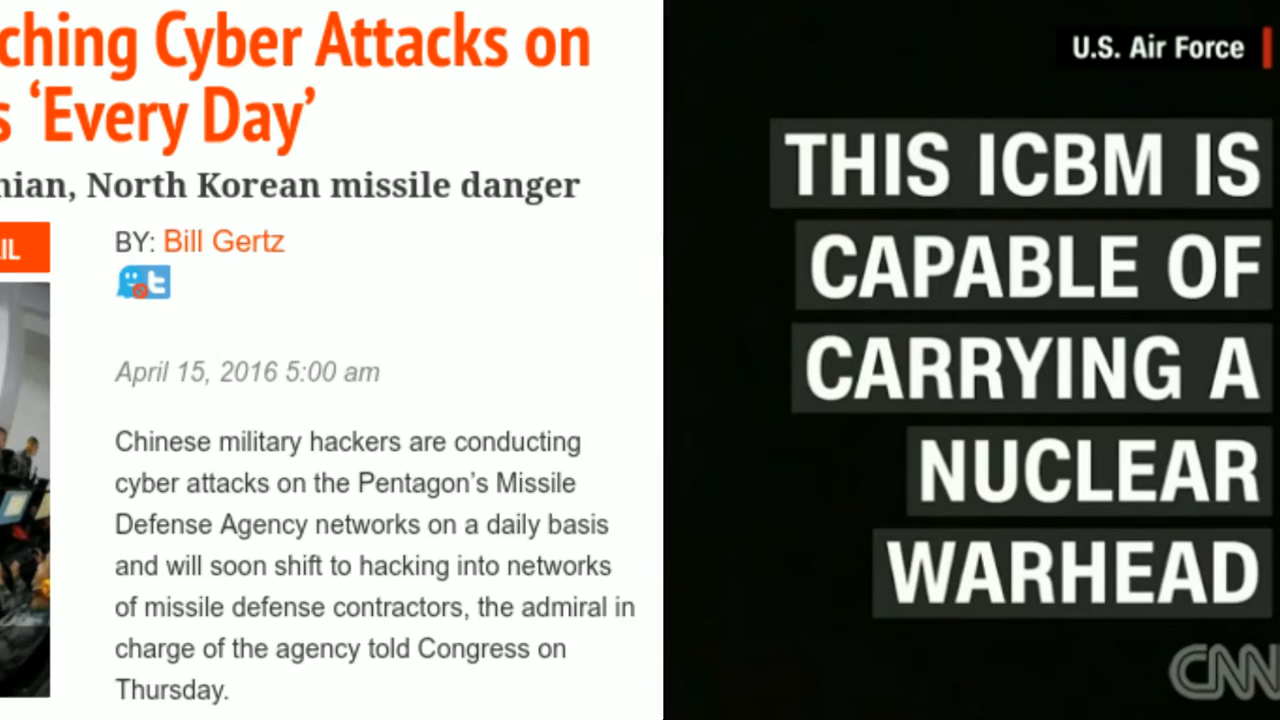 ching Cyber Attacks on
s ‘Every Day’
nian, North Korean missile danger
IL
BY: Bill Gertz
April 15, 2016 5:00 am
Chinese military hackers are conducting
cyber attacks on the Pentagon’s Missile
Defense Agency networks on a daily basis
and will soon shift to hacking into networks
of missile defense contractors, the admiral in
charge of the agency told Congress on
Thursday.
U.S. Air Force
THIS ICBM IS
CAPABLE OF
CARRYING A
NUCLEAR
WARHEAD
CNN